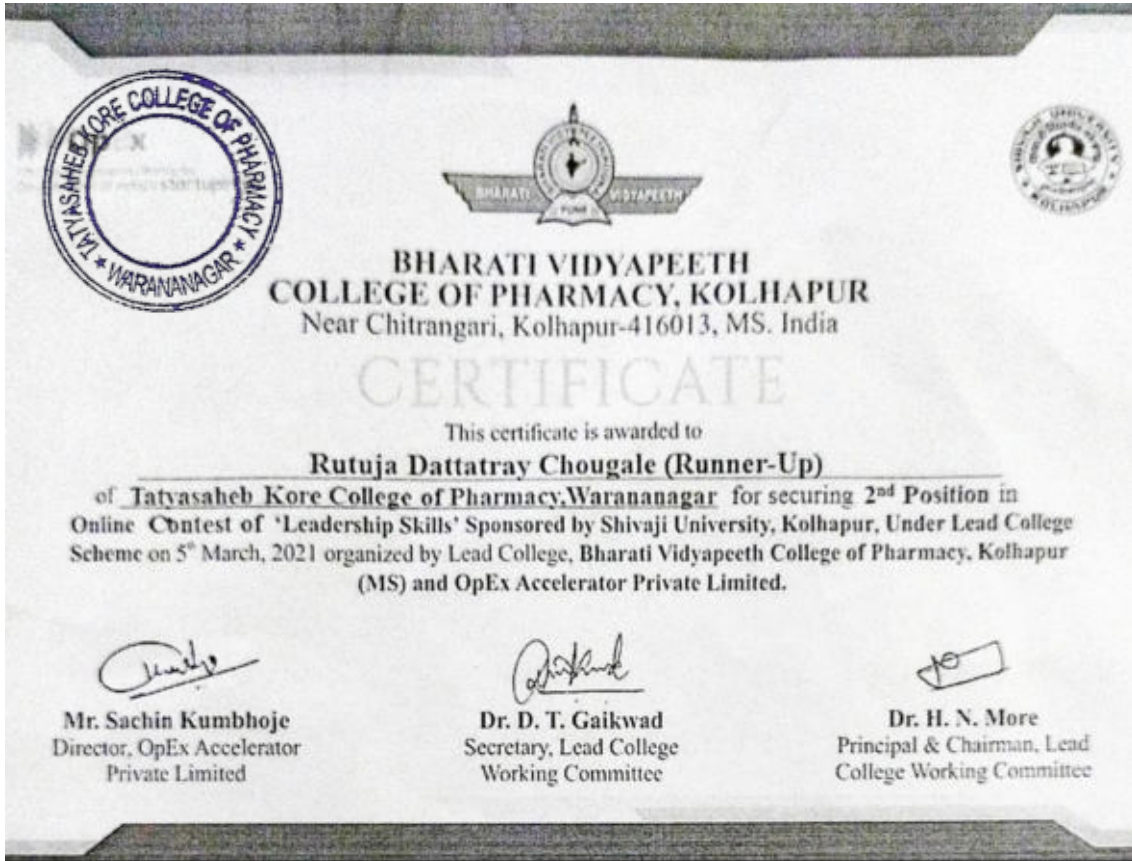 TATYASAHEB KORE COLLEGE OF PHARMACY
* WARANANAGAR *
BHARATI VIDYAPEETH
PUNE
SHIVAJI UNIVERSITY
KOLHAPUR
BHARATI VIDYAPEETH
COLLEGE OF PHARMACY, KOLHAPUR
Near Chitrangari, Kolhapur-416013, MS. India
CERTIFICATE
This certificate is awarded to
Rutuja Dattatray Chougale (Runner-Up)
of Tatyasaheb Kore College of Pharmacy,Warananagar for securing 2nd Position in
Online Contest of 'Leadership Skills' Sponsored by Shivaji University, Kolhapur, Under Lead College
Scheme on 5th March, 2021 organized by Lead College, Bharati Vidyapeeth College of Pharmacy, Kolhapur
(MS) and OpEx Accelerator Private Limited.
Mr. Sachin Kumbhoje
Director, OpEx Accelerator
Private Limited
Dr. D. T. Gaikwad
Secretary, Lead College
Working Committee
Dr. H. N. More
Principal & Chairman, Lead
College Working Committee